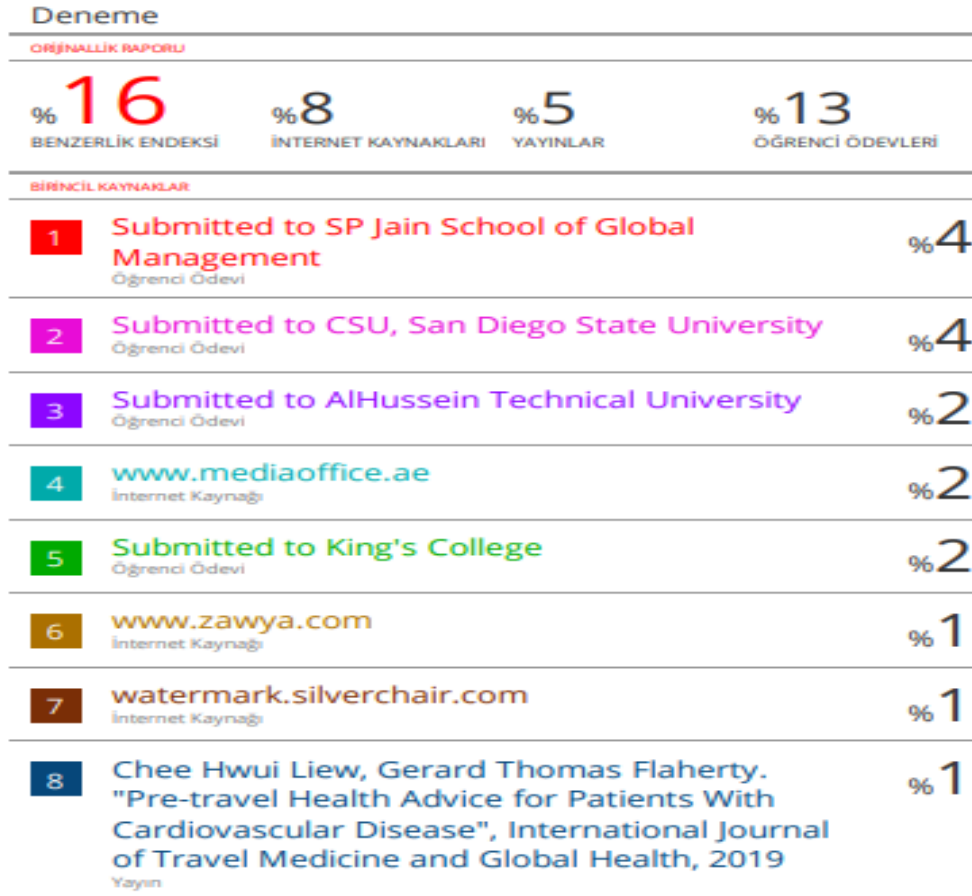 Deneme
ORİJİNALLİK RAPORU
%16
BENZERLİK ENDEKSİ
%8
İNTERNET KAYNAKLARI
%5
YAYINLAR
%13
ÖĞRENCİ ÖDEVLERİ
BİRİNCİL KAYNAKLAR
1
Submitted to SP Jain School of Global
Management
Öğrenci Ödevi
%4
2
Submitted to CSU, San Diego State University
Öğrenci Ödevi
%4
3
Submitted to AlHussein Technical University
Öğrenci Ödevi
%2
4
www.mediaoffice.ae
İnternet Kaynağı
%2
5
Submitted to King's College
Öğrenci Ödevi
%2
6
www.zawya.com
İnternet Kaynağı
%1
7
watermark.silverchair.com
İnternet Kaynağı
%1
8
Chee Hwui Liew, Gerard Thomas Flaherty.
"Pre-travel Health Advice for Patients With
Cardiovascular Disease", International Journal
of Travel Medicine and Global Health, 2019
Yayın
%1